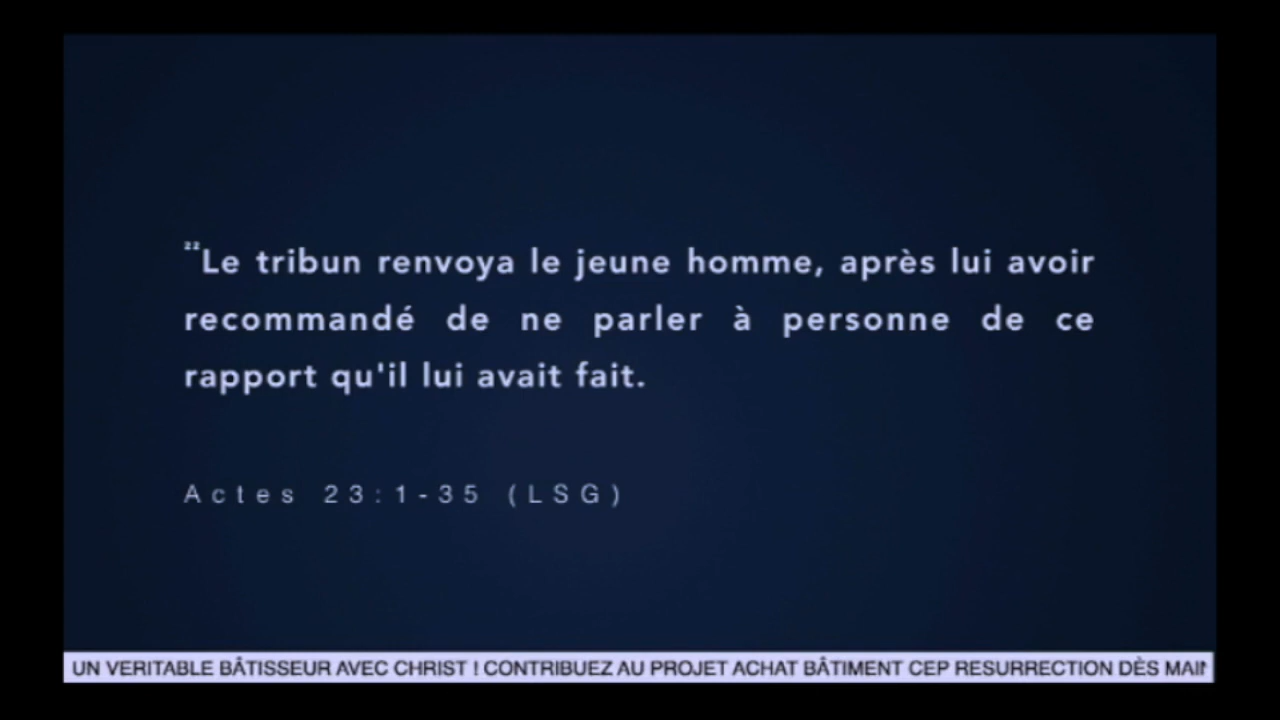 ²²Le tribun renvoya le jeune homme, après lui avoir
recommandé de ne parler à personne de ce
rapport qu'il lui avait fait.
Actes 23:1-35 (LSG)
UN VERITABLE BÂTISSEUR AVEC CHRIST ! CONTRIBUEZ AU PROJET ACHAT BÂTIMENT CEP RESURRECTION DÈS